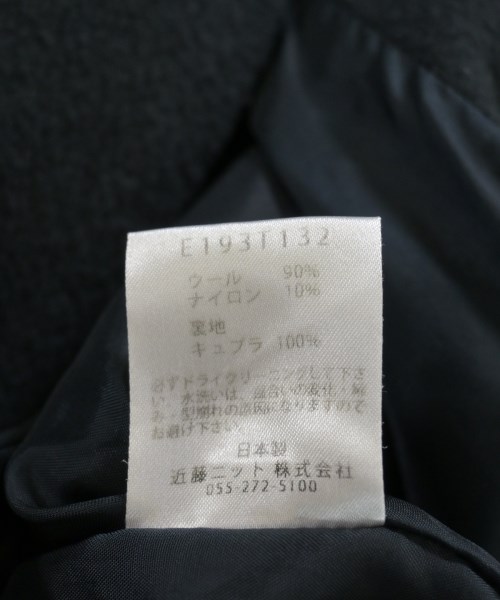 E193T132
ウール 90%
ナイロン 10%
裏地
キュプラ 100%
必ずドライクリーニングして下さ
い。水洗いは、風合いの変化・縮
み・型崩れの原因になりますので
お避け下さい。
日本製
近藤ニット株式会社
055-272-5100